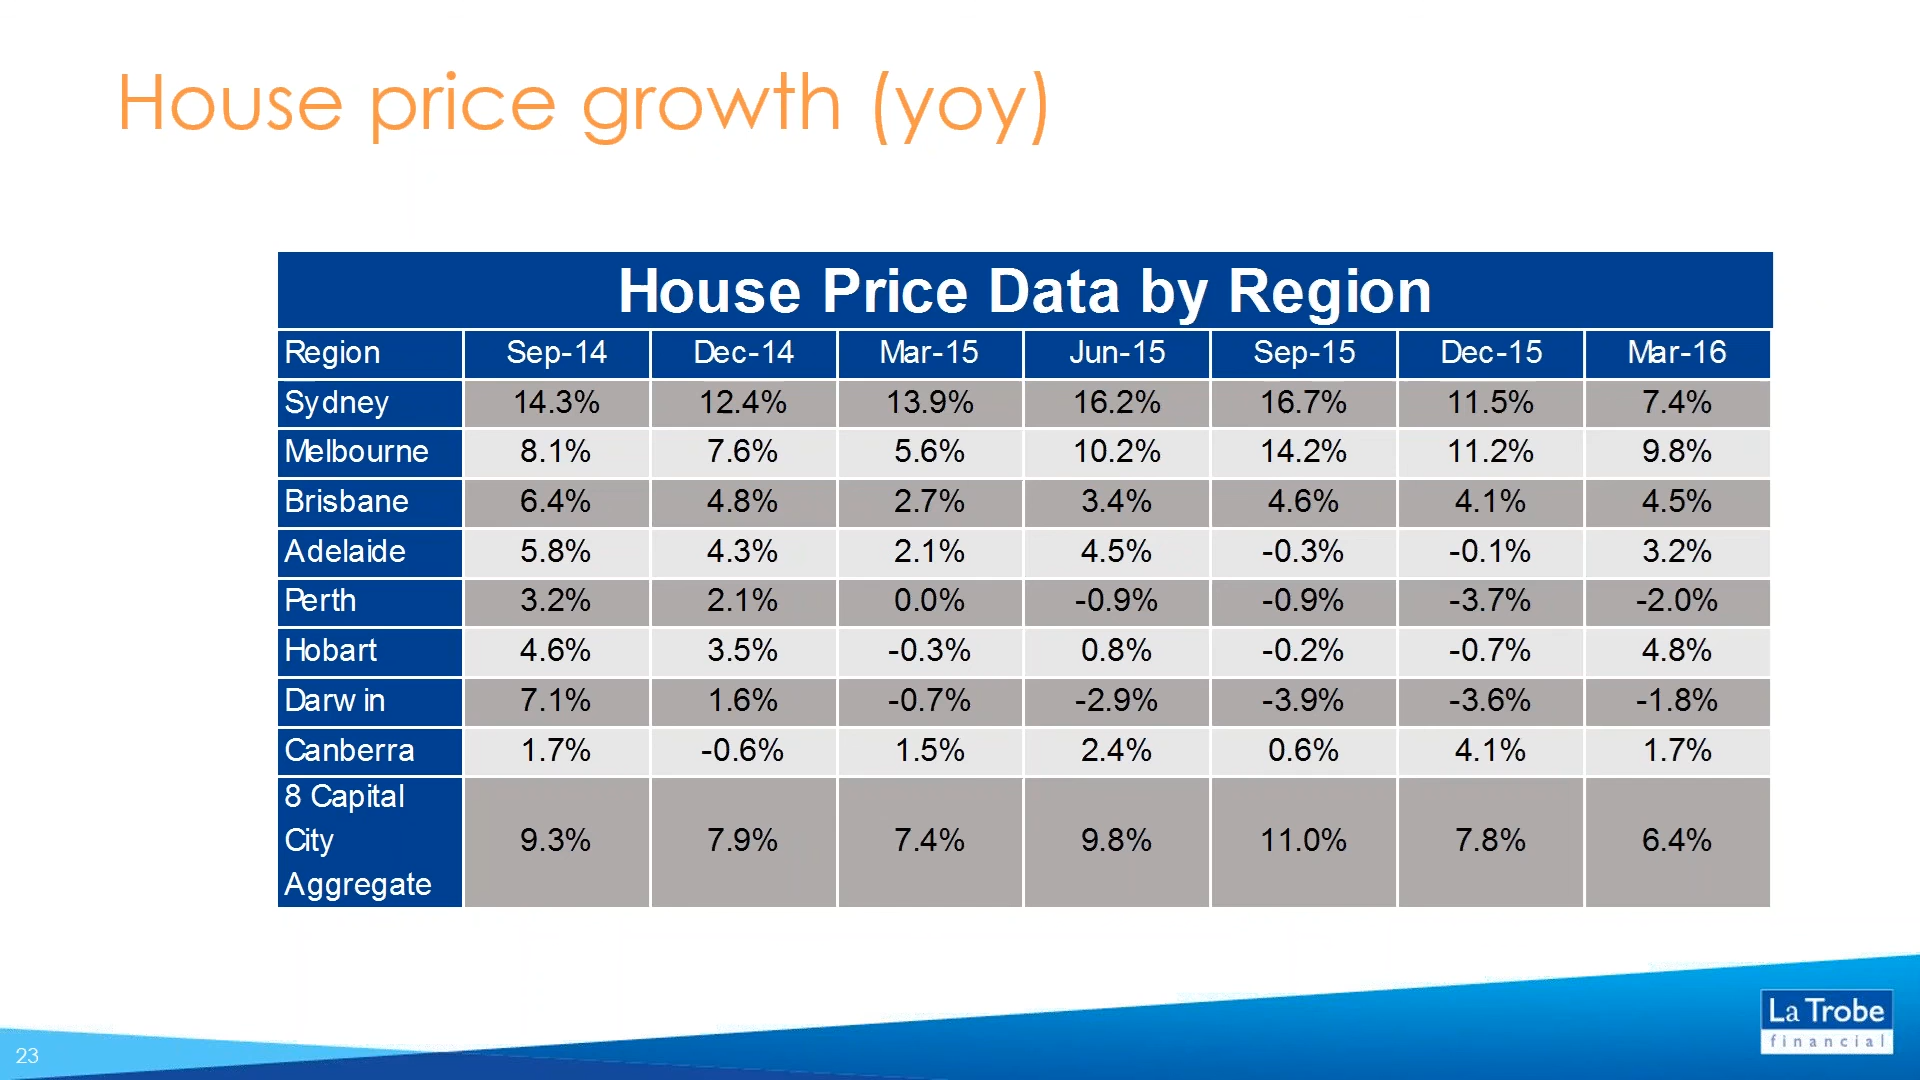 House price growth (yoy)
House Price Data by Region
Region Sep-14 Dec-14 Mar-15 Jun-15 Sep-15 Dec-15 Mar-16
Sydney 14.3% 12.4% 13.9% 16.2% 16.7% 11.5% 7.4%
Melbourne 8.1% 7.6% 5.6% 10.2% 14.2% 11.2% 9.8%
Brisbane 6.4% 4.8% 2.7% 3.4% 4.6% 4.1% 4.5%
Adelaide 5.8% 4.3% 2.1% 4.5% -0.3% -0.1% 3.2%
Perth 3.2% 2.1% 0.0% -0.9% -0.9% -3.7% -2.0%
Hobart 4.6% 3.5% -0.3% 0.8% -0.2% -0.7% 4.8%
Darwin 7.1% 1.6% -0.7% -2.9% -3.9% -3.6% -1.8%
Canberra 1.7% -0.6% 1.5% 2.4% 0.6% 4.1% 1.7%
8 Capital
City 9.3% 7.9% 7.4% 9.8% 11.0% 7.8% 6.4%
Aggregate
La Trobe
financial
23